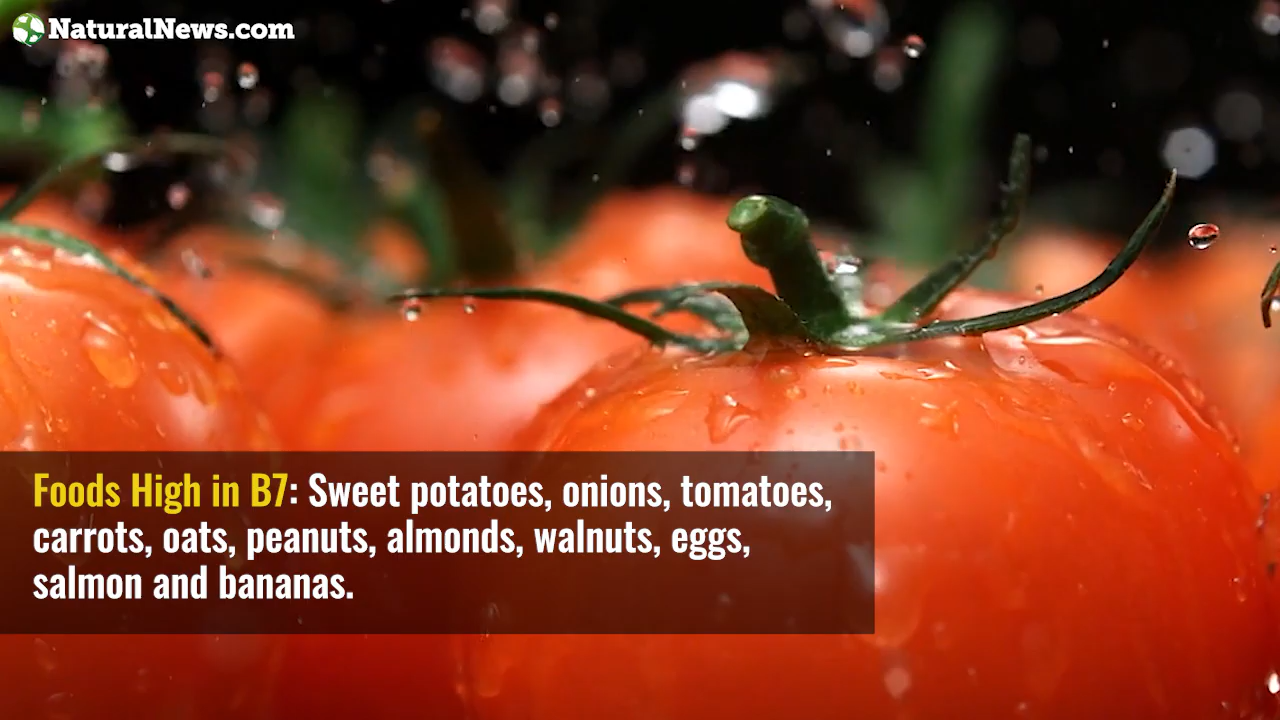 NaturalNews.com
Foods High in B7: Sweet potatoes, onions, tomatoes,
carrots, oats, peanuts, almonds, walnuts, eggs,
salmon and bananas.